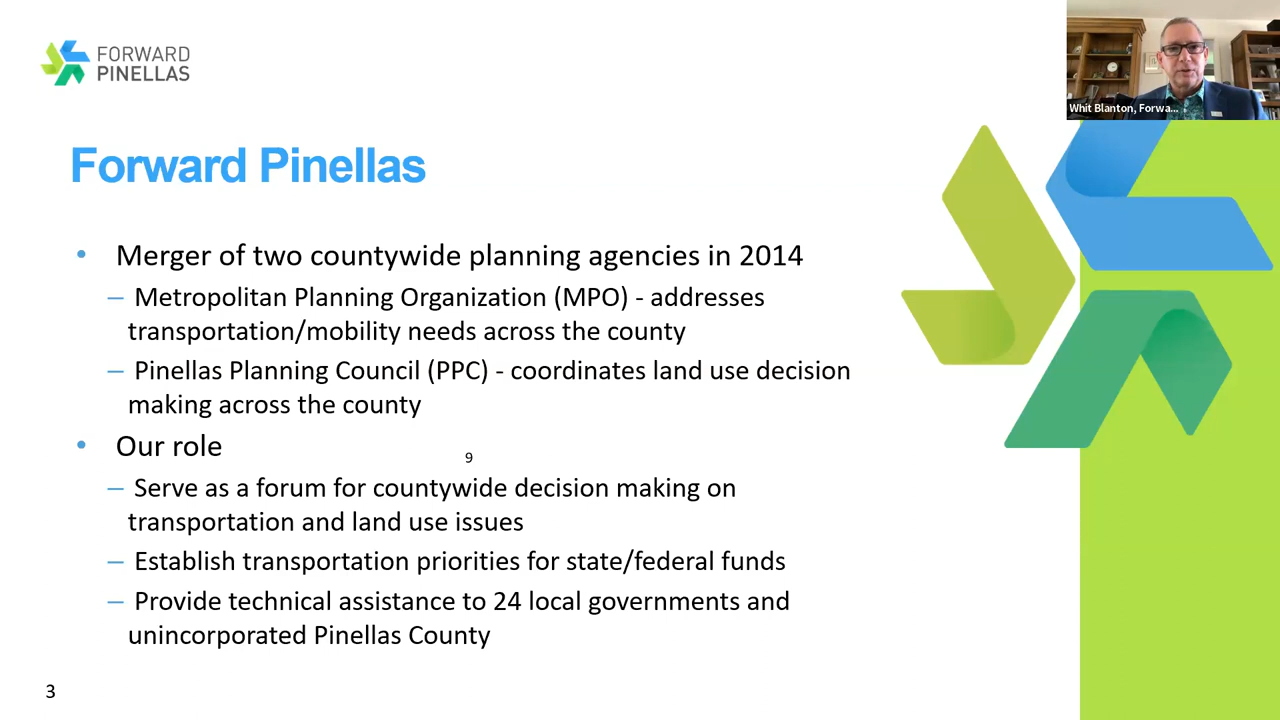 FORWARD
PINELLAS
Whit Blanton, Forwa...
Forward Pinellas
• Merger of two countywide planning agencies in 2014
– Metropolitan Planning Organization (MPO) - addresses
transportation/mobility needs across the county
– Pinellas Planning Council (PPC) - coordinates land use decision
making across the county
• Our role
9
– Serve as a forum for countywide decision making on
transportation and land use issues
– Establish transportation priorities for state/federal funds
– Provide technical assistance to 24 local governments and
unincorporated Pinellas County
3